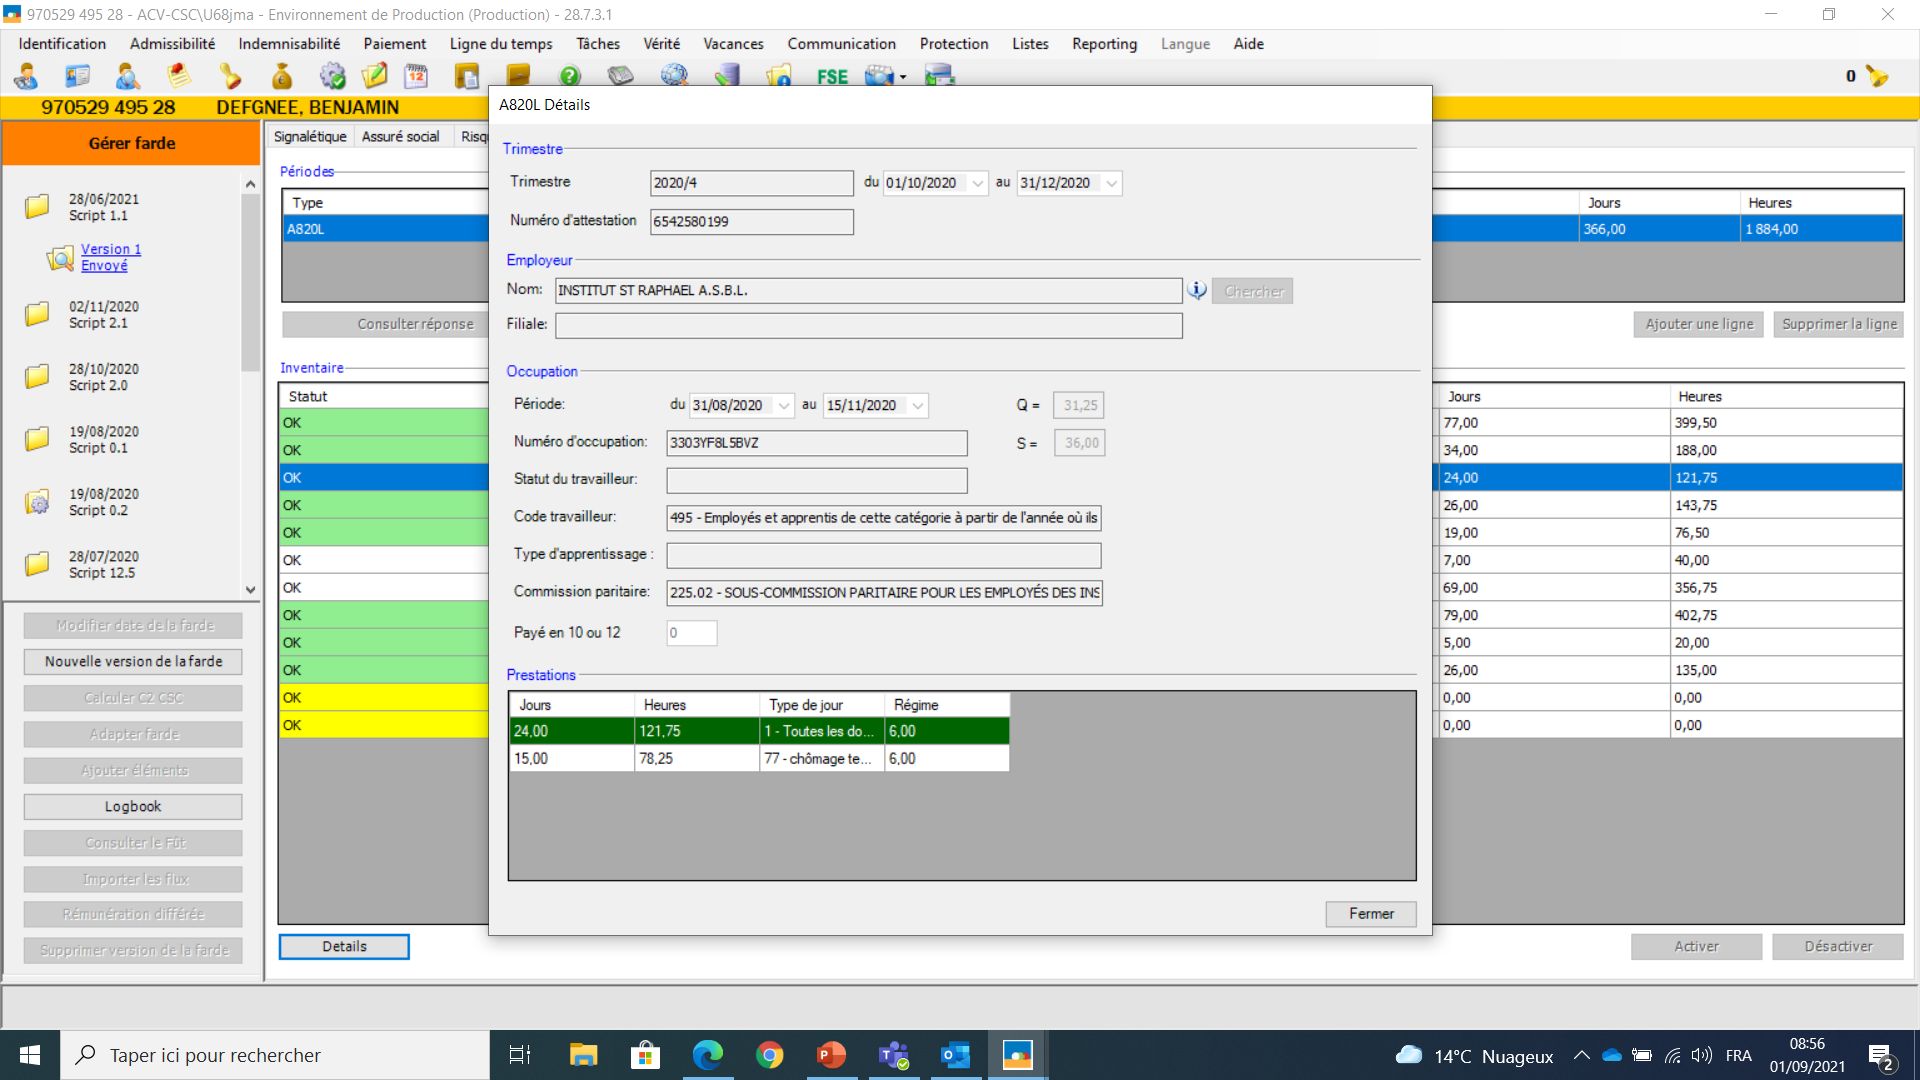 970529 495 28 - ACV-CSC\U68jma - Environnement de Production (Production) - 28.7.3.1
Identification Admissibilité Indemnisabilité Paiement Ligne du temps Tâches Vérité Vacances Communication Protection Listes Reporting Langue Aide
12 FSE 0
970529 495 28 DEFGNEE, BENJAMIN
Gérer farde
28/06/2021
Script 1.1
Version 1
Envoyé
02/11/2020
Script 2.1
28/10/2020
Script 2.0
19/08/2020
Script 0.1
19/08/2020
Script 0.2
28/07/2020
Script 12.5
Modifier date de la farde
Nouvelle version de la farde
Calculer C2 CSC
Adapter farde
Ajouter éléments
Logbook
Consulter le Fût
Importer les flux
Rémunération différée
Supprimer version de la farde
Signalétique Assuré social Risq
Périodes
Type
A820L
Consulter réponse
Inventaire
Statut
OK
OK
OK
OK
OK
OK
OK
OK
OK
OK
OK
OK
Details
A820L Détails
Trimestre
Trimestre 2020/4 du 01/10/2020 au 31/12/2020
Numéro d'attestation 6542580199
Employeur
Nom: INSTITUT ST RAPHAEL A.S.B.L. Chercher
Filiale:
Occupation
Période: du 31/08/2020 au 15/11/2020 Q = 31,25
Numéro d'occupation: 3303YF8L5BVZ S = 36,00
Statut du travailleur:
Code travailleur: 495 - Employés et apprentis de cette catégorie à partir de l'année où ils
Type d'apprentissage :
Commission paritaire: 225.02 - SOUS-COMMISSION PARITAIRE POUR LES EMPLOYÉS DES INS
Payé en 10 ou 12 0
Prestations
Jours Heures Type de jour Régime
24,00 121,75 1 - Toutes les do... 6,00
15,00 78,25 77 - chômage te... 6,00
Fermer
Jours Heures
366,00 1 884,00
Ajouter une ligne Supprimer la ligne
Jours Heures
77,00 399,50
34,00 188,00
24,00 121,75
26,00 143,75
19,00 76,50
7,00 40,00
69,00 356,75
79,00 402,75
5,00 20,00
26,00 135,00
0,00 0,00
0,00 0,00
Activer Désactiver
Taper ici pour rechercher
14°C Nuageux FRA
08:56
01/09/2021
2